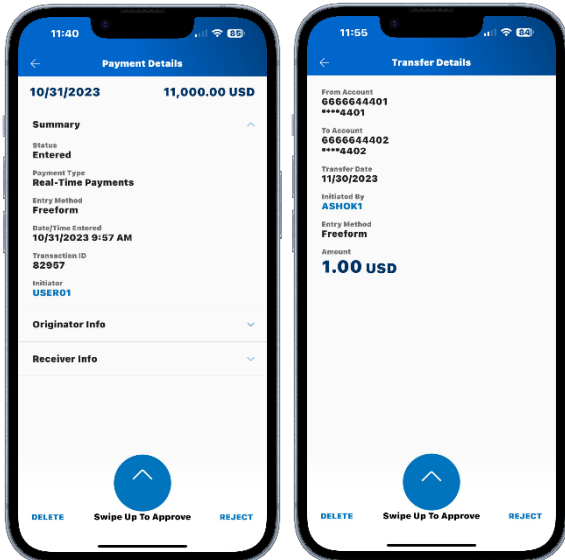 11:40
85
Payment Details
10/31/2023 11,000.00 USD
Summary
Status
Entered
Payment Type
Real-Time Payments
Entry Method
Freeform
Date/Time Entered
10/31/2023 9:57 AM
Transaction ID
82957
Initiator
USER01
Originator Info
Receiver Info
DELETE Swipe Up To Approve REJECT
11:55
84
Transfer Details
From Account
6666644401
****4401
To Account
6666644402
****4402
Transfer Date
11/30/2023
Initiated By
ASHOK1
Entry Method
Freeform
Amount
1.00 USD
DELETE Swipe Up To Approve REJECT